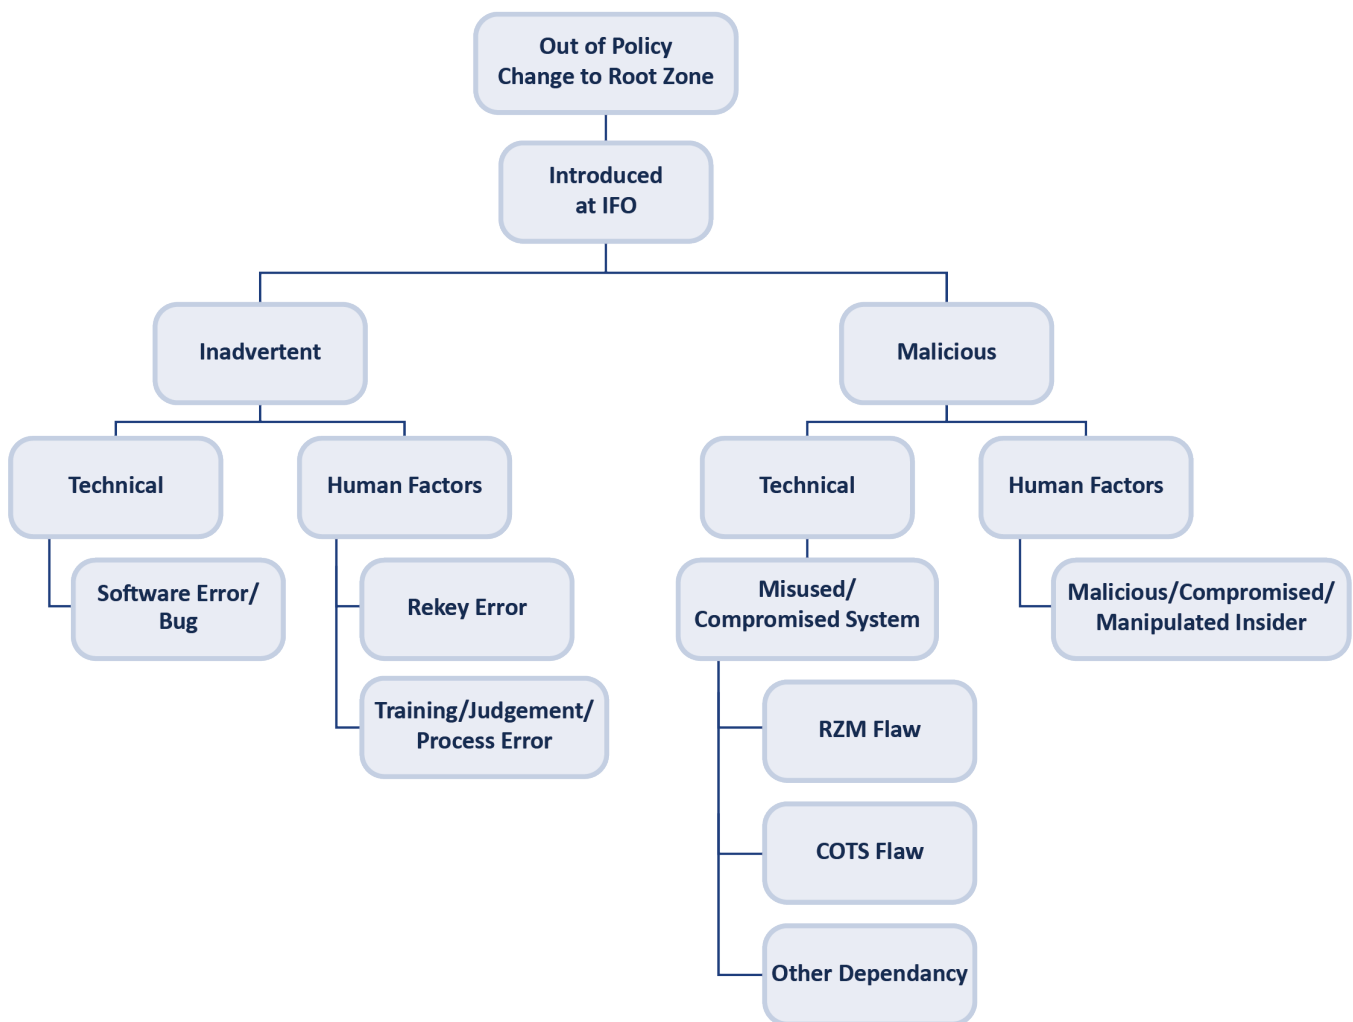 Out of Policy
Change to Root Zone
Introduced
at IFO
Inadvertent
Malicious
Technical
Human Factors
Technical
Human Factors
Software Error/
Bug
Rekey Error
Misused/
Compromised System
Malicious/Compromised/
Manipulated Insider
Training/Judgement/
Process Error
RZM Flaw
COTS Flaw
Other Dependancy